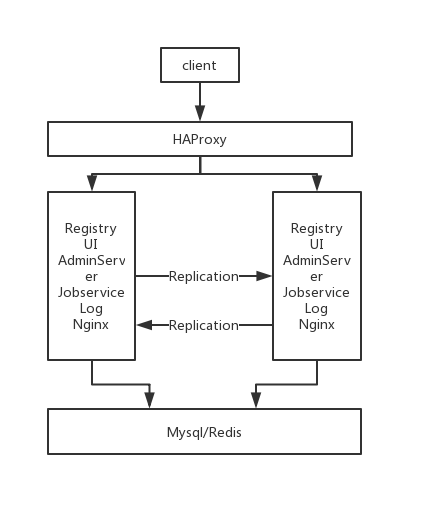 client
HAProxy
Registry
UI
AdminServ
er
Jobservice
Log
Nginx
Replication
Replication
Registry
UI
AdminServ
er
Jobservice
Log
Nginx
Mysql/Redis